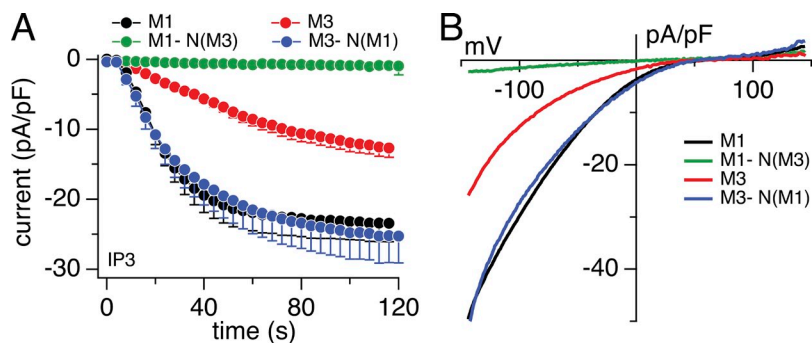 A
M1
M3
M1- N(M3)
M3- N(M1)
current (pA/pF)
0
-10
-20
-30
IP3
0
40
80
120
time (s)
B
mV
pA/pF
-100
100
-20
-40
M1
M1- N(M3)
M3
M3- N(M1)